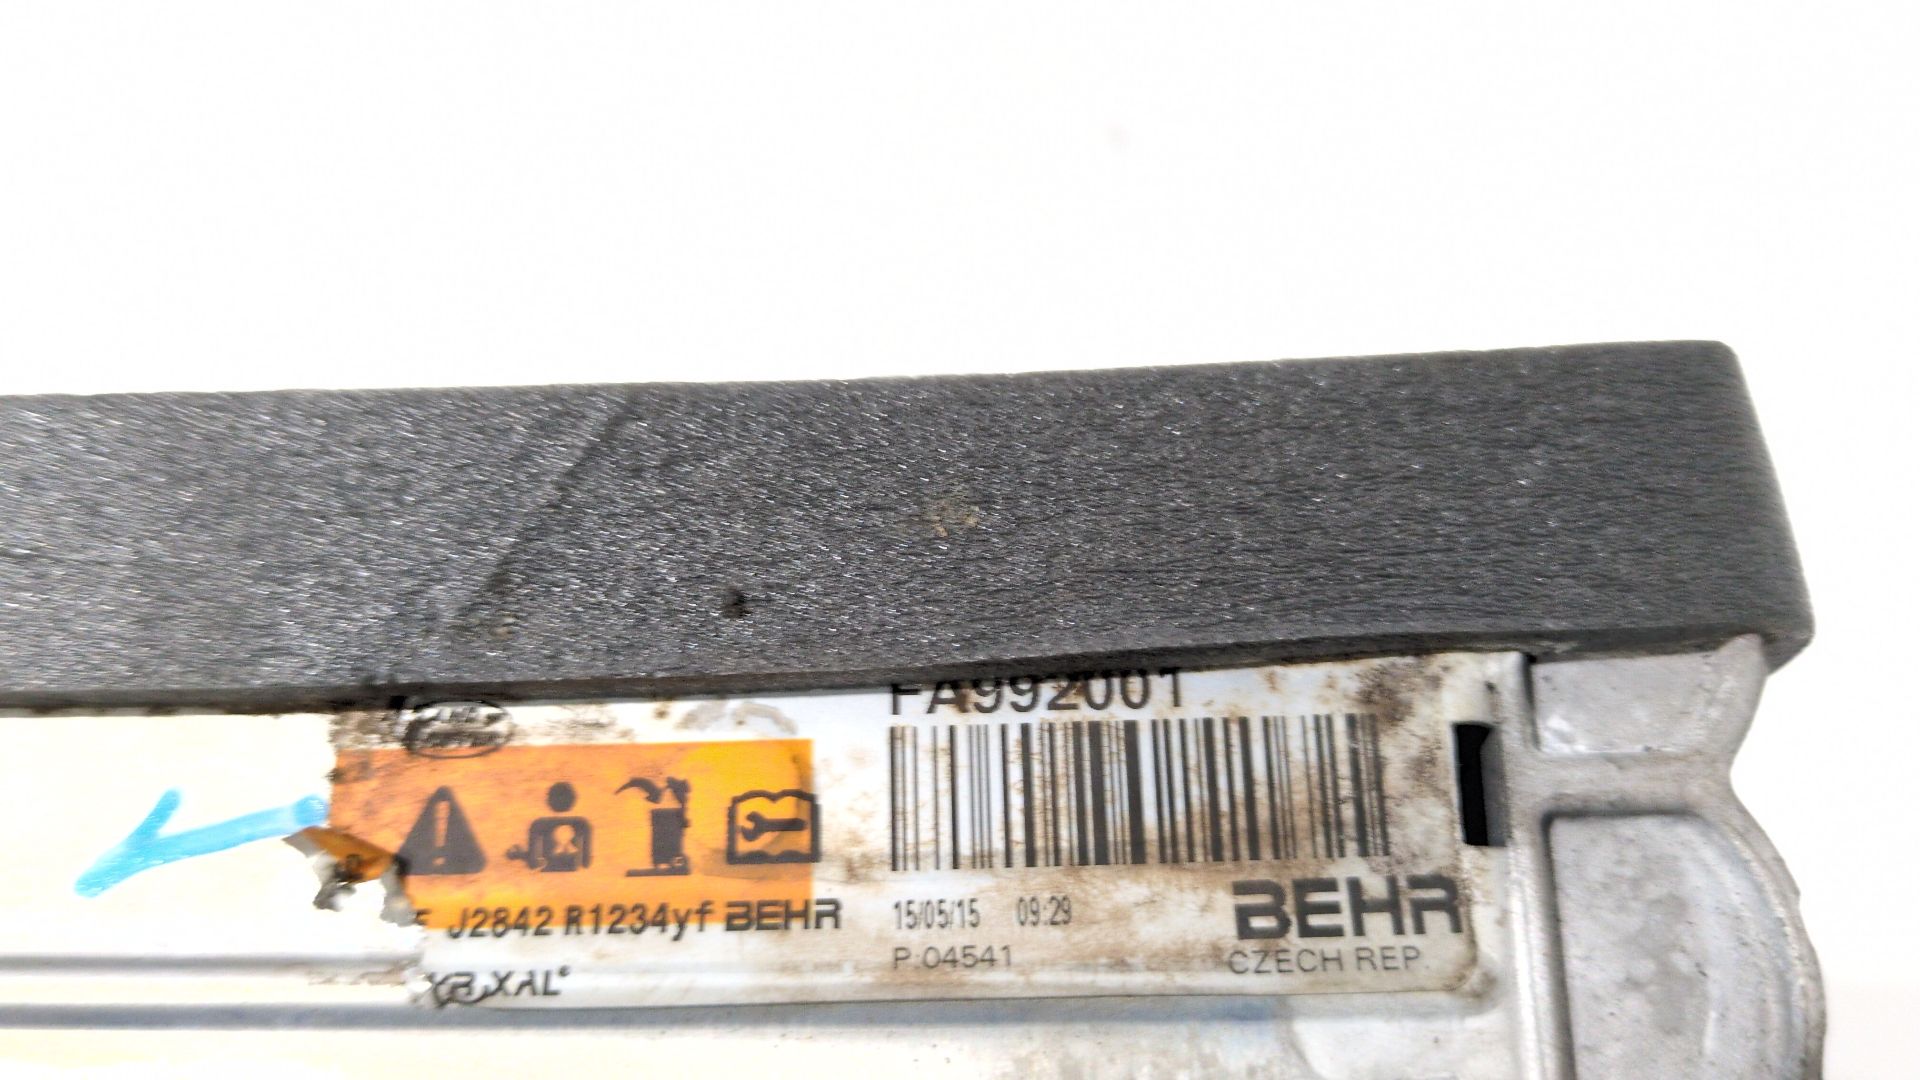 FA992001
J2842 R1234yf BEHR
15/05/15 09:29
BEHR
P:04541
CZECH REP.